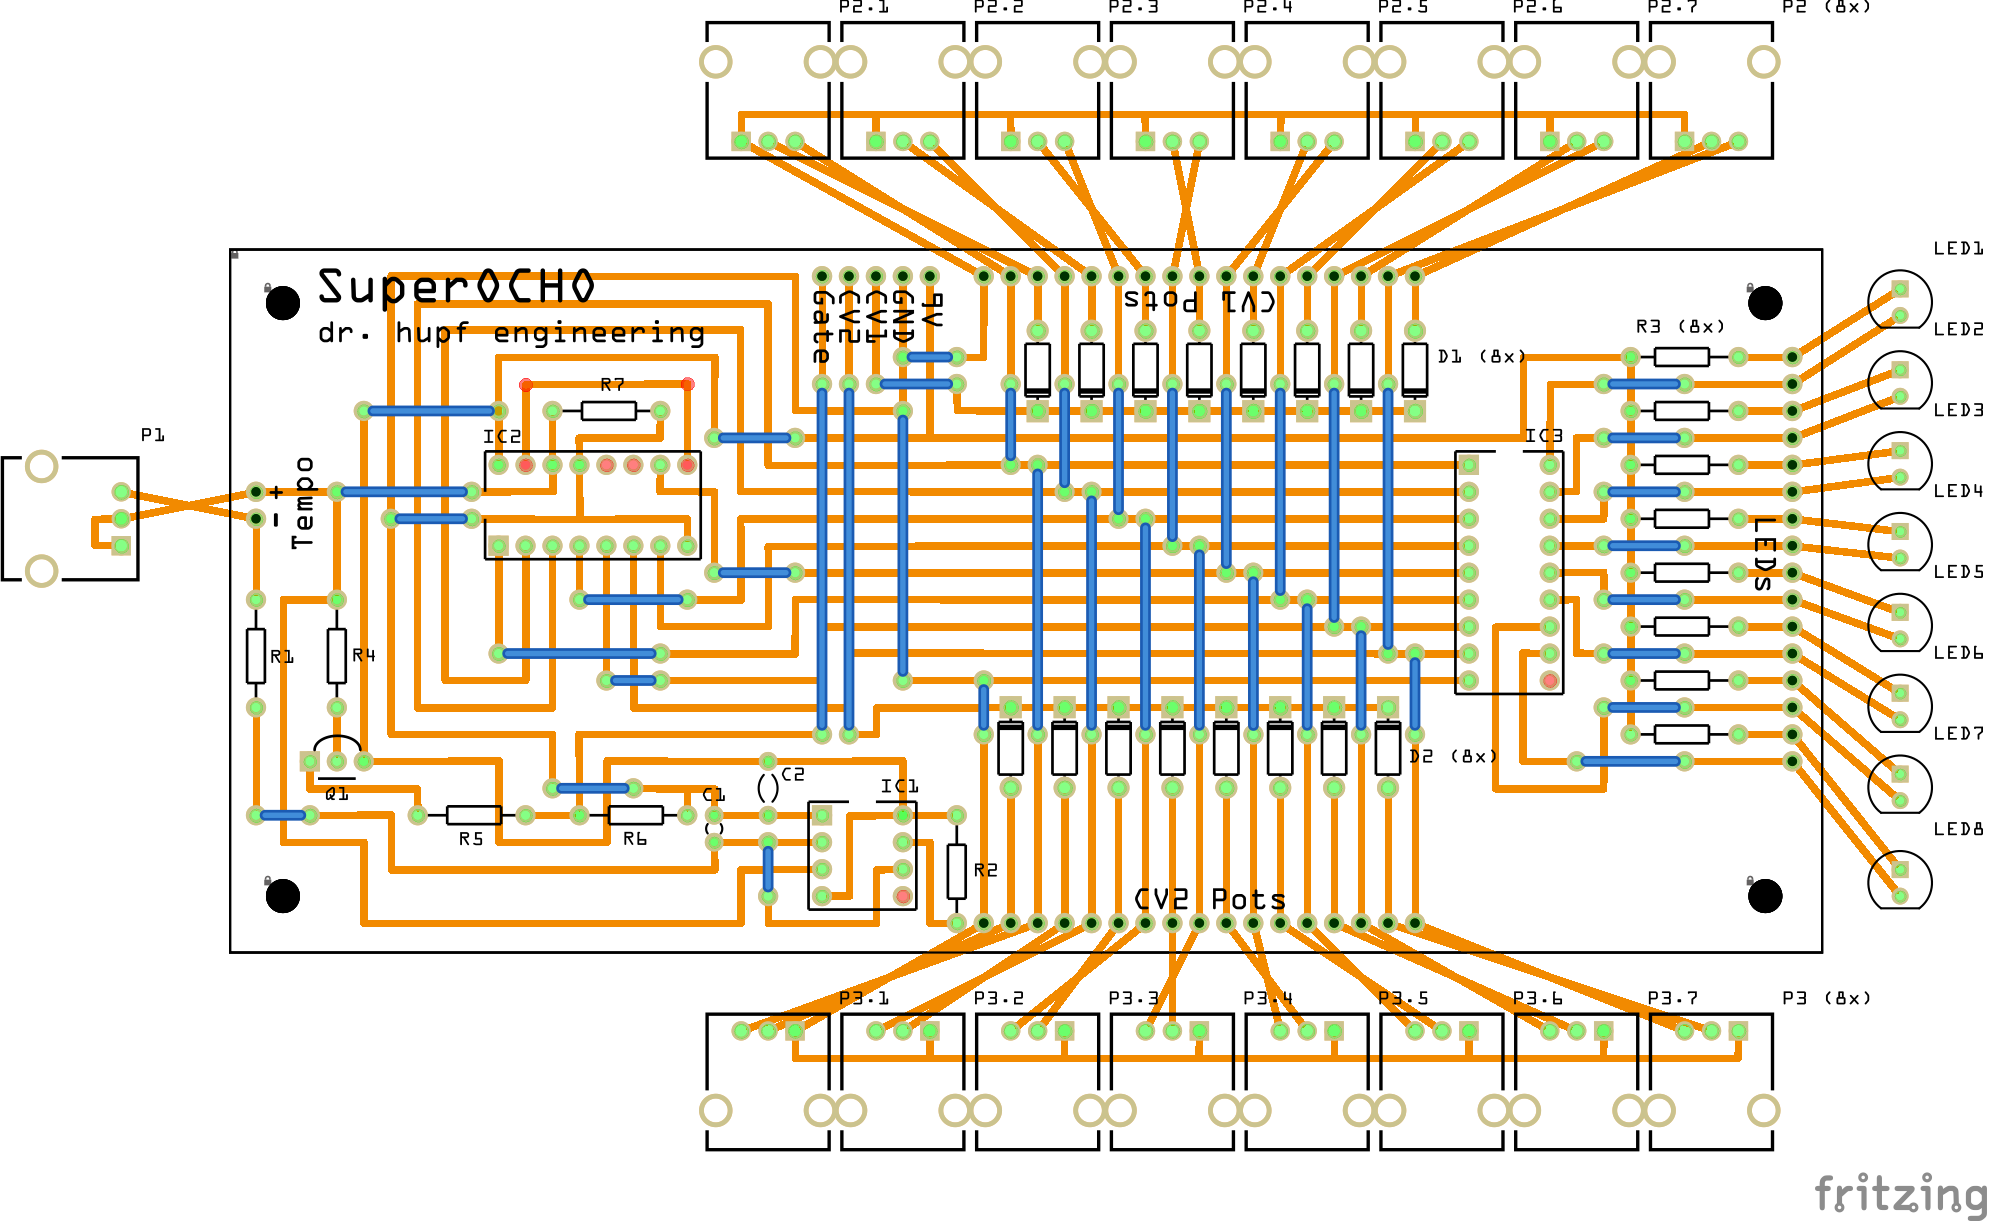 P2.1 P2.2 P2.3 P2.4 P2.5 P2.6 P2.7 P2 (8x)
LED1
SuperOCHO
dr. hupf engineering
Gate
CV2
CV1
GND
9V
CV1 Pots
R3 (8x)
LED2
D1 (8x)
R7
LED3
P1
IC2
IC3
Tempo
+
-
LED4
LEDs
LED5
R1
R4
LED6
LED7
D2 (8x)
C2
Q1
C1
IC1
R5
R6
LED8
R2
CV2 Pots
P3.1 P3.2 P3.3 P3.4 P3.5 P3.6 P3.7 P3 (8x)
fritzing